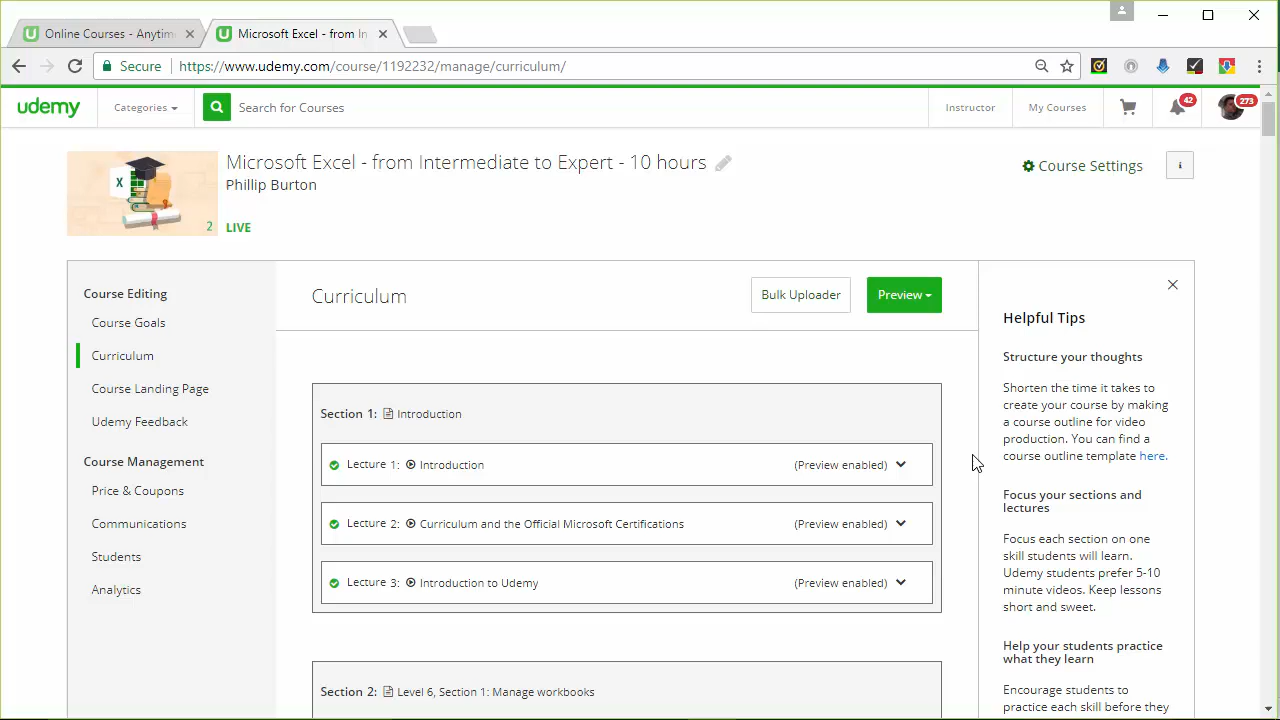 Online Courses - Anytim
Microsoft Excel - from In
Secure
https://www.udemy.com/course/1192232/manage/curriculum/
udemy
Categories
Search for Courses
Instructor
My Courses
42
273
X
2
Microsoft Excel - from Intermediate to Expert - 10 hours
Phillip Burton
LIVE
Course Settings
i
Course Editing
Course Goals
Curriculum
Course Landing Page
Udemy Feedback
Course Management
Price & Coupons
Communications
Students
Analytics
Curriculum
Bulk Uploader
Preview
Section 1: Introduction
Lecture 1: Introduction (Preview enabled)
Lecture 2: Curriculum and the Official Microsoft Certifications (Preview enabled)
Lecture 3: Introduction to Udemy (Preview enabled)
Section 2: Level 6, Section 1: Manage workbooks
Helpful Tips
Structure your thoughts
Shorten the time it takes to
create your course by making
a course outline for video
production. You can find a
course outline template here.
Focus your sections and
lectures
Focus each section on one
skill students will learn.
Udemy students prefer 5-10
minute videos. Keep lessons
short and sweet.
Help your students practice
what they learn
Encourage students to
practice each skill before they